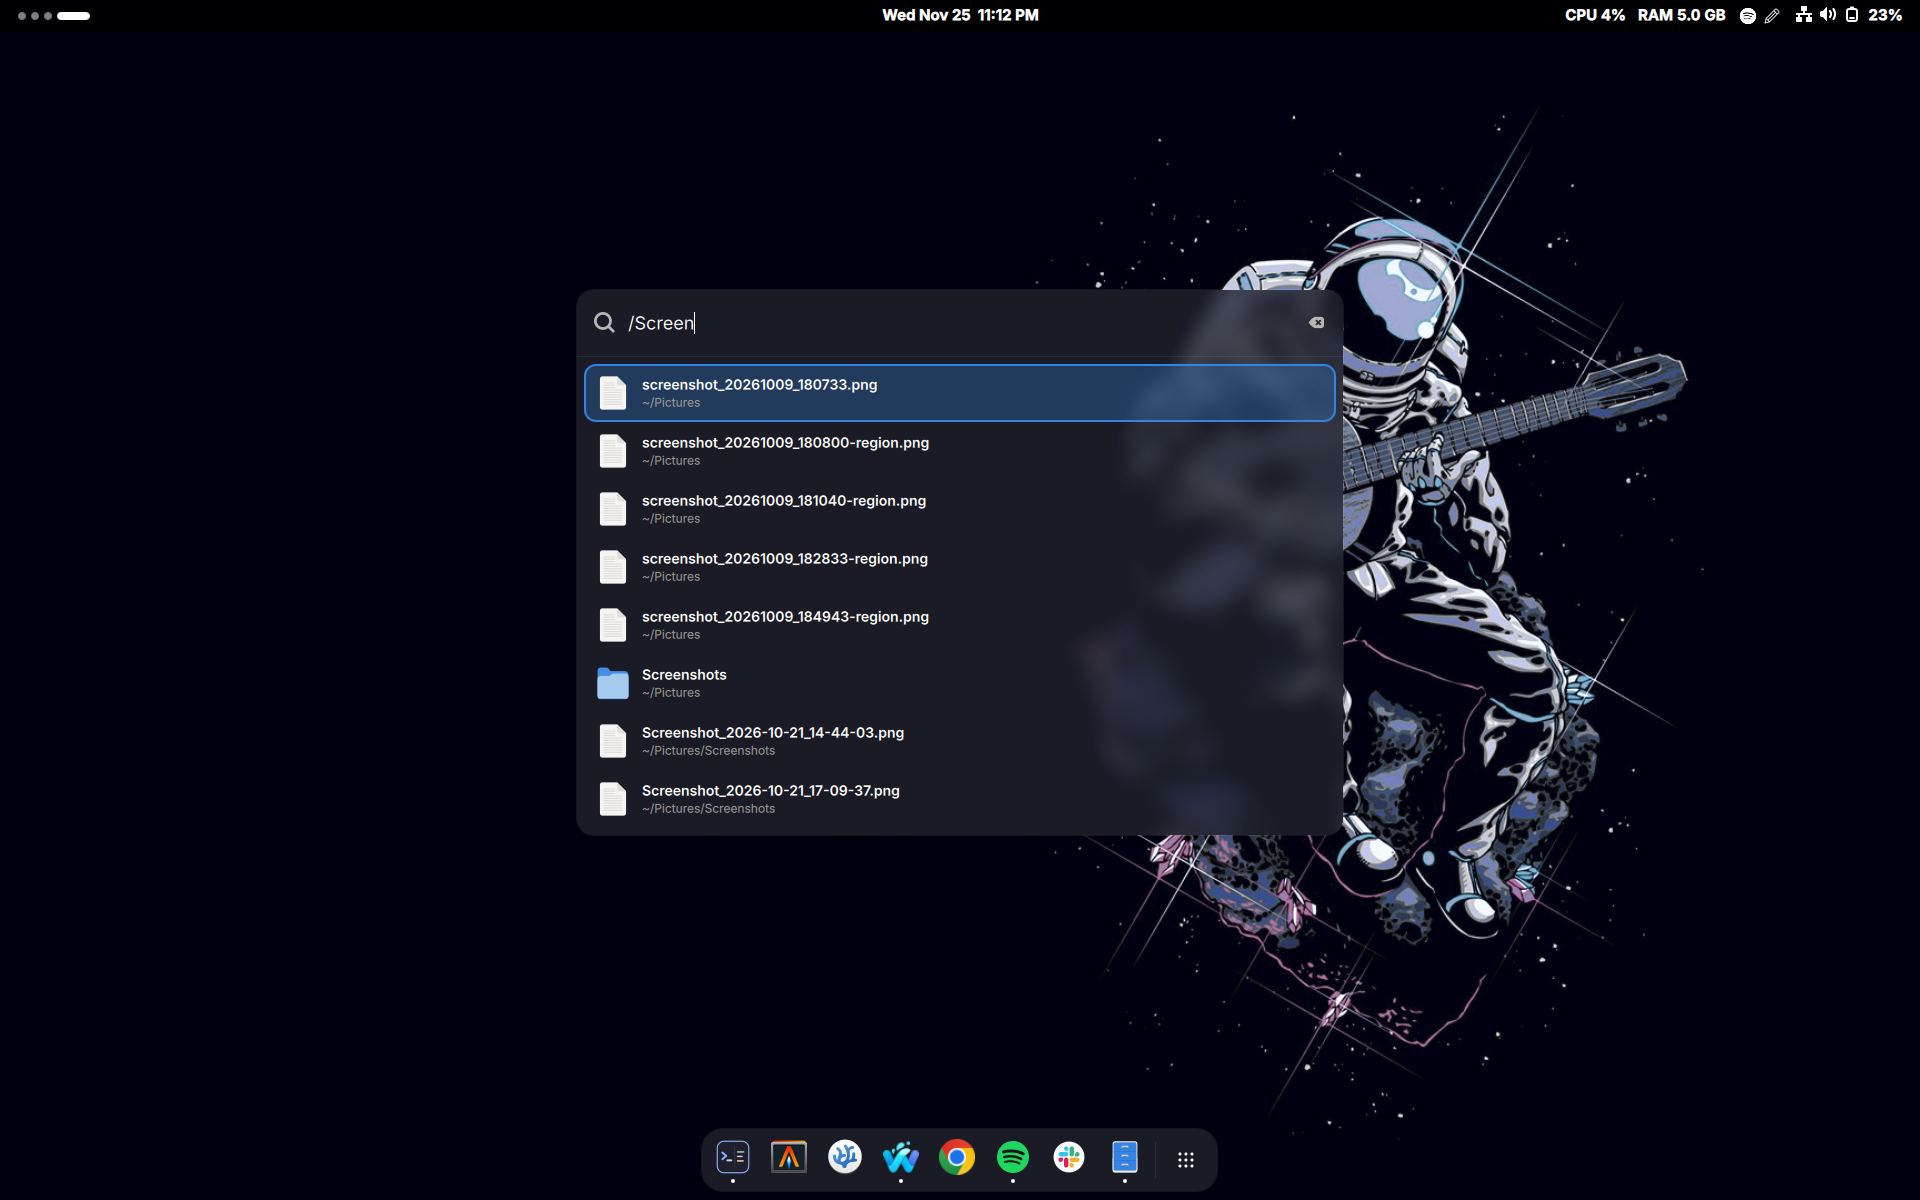 Wed Nov 25 11:12 PM
CPU 4% RAM 5.0 GB 23%
/Screen
screenshot_20261009_180733.png
~/Pictures
screenshot_20261009_180800-region.png
~/Pictures
screenshot_20261009_181040-region.png
~/Pictures
screenshot_20261009_182833-region.png
~/Pictures
screenshot_20261009_184943-region.png
~/Pictures
Screenshots
~/Pictures
Screenshot_2026-10-21_14-44-03.png
~/Pictures/Screenshots
Screenshot_2026-10-21_17-09-37.png
~/Pictures/Screenshots